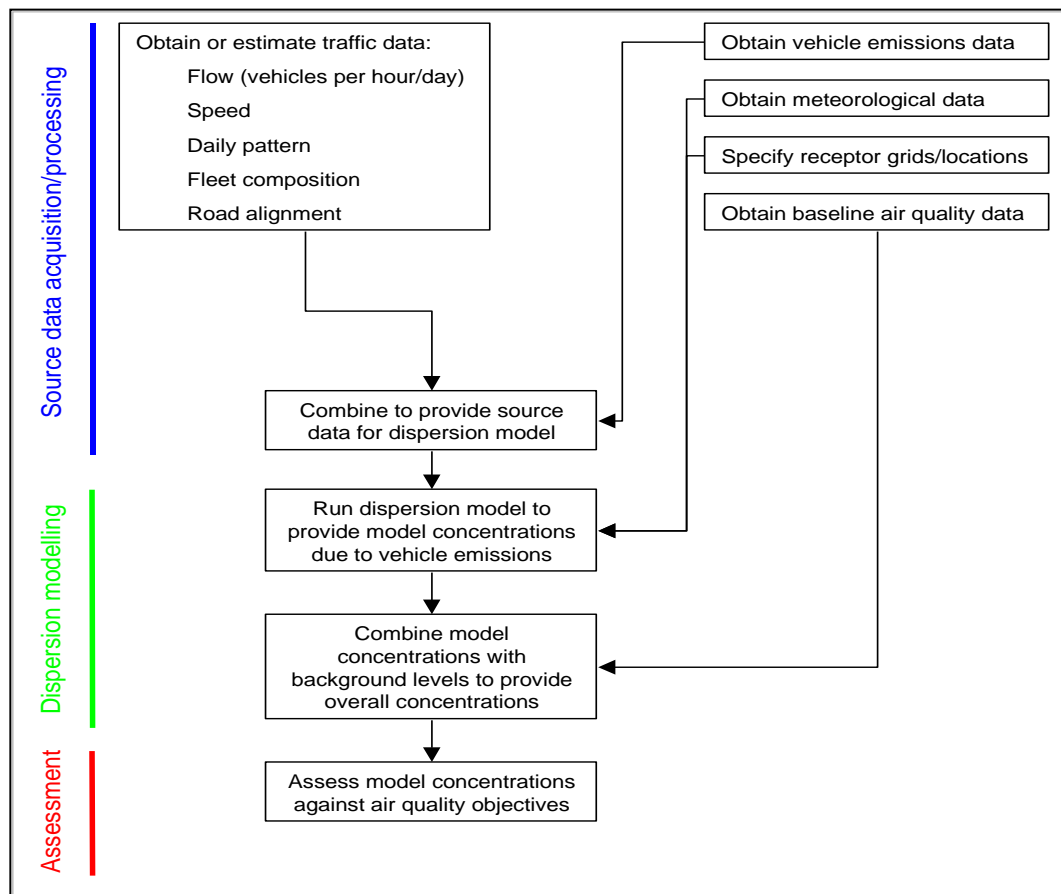 Source data acquisition/processing
Obtain or estimate traffic data:
Flow (vehicles per hour/day)
Speed
Daily pattern
Fleet composition
Road alignment
Obtain vehicle emissions data
Obtain meteorological data
Specify receptor grids/locations
Obtain baseline air quality data
Combine to provide source
data for dispersion model
Dispersion modelling
Run dispersion model to
provide model concentrations
due to vehicle emissions
Combine model
concentrations with
background levels to provide
overall concentrations
Assessment
Assess model concentrations
against air quality objectives